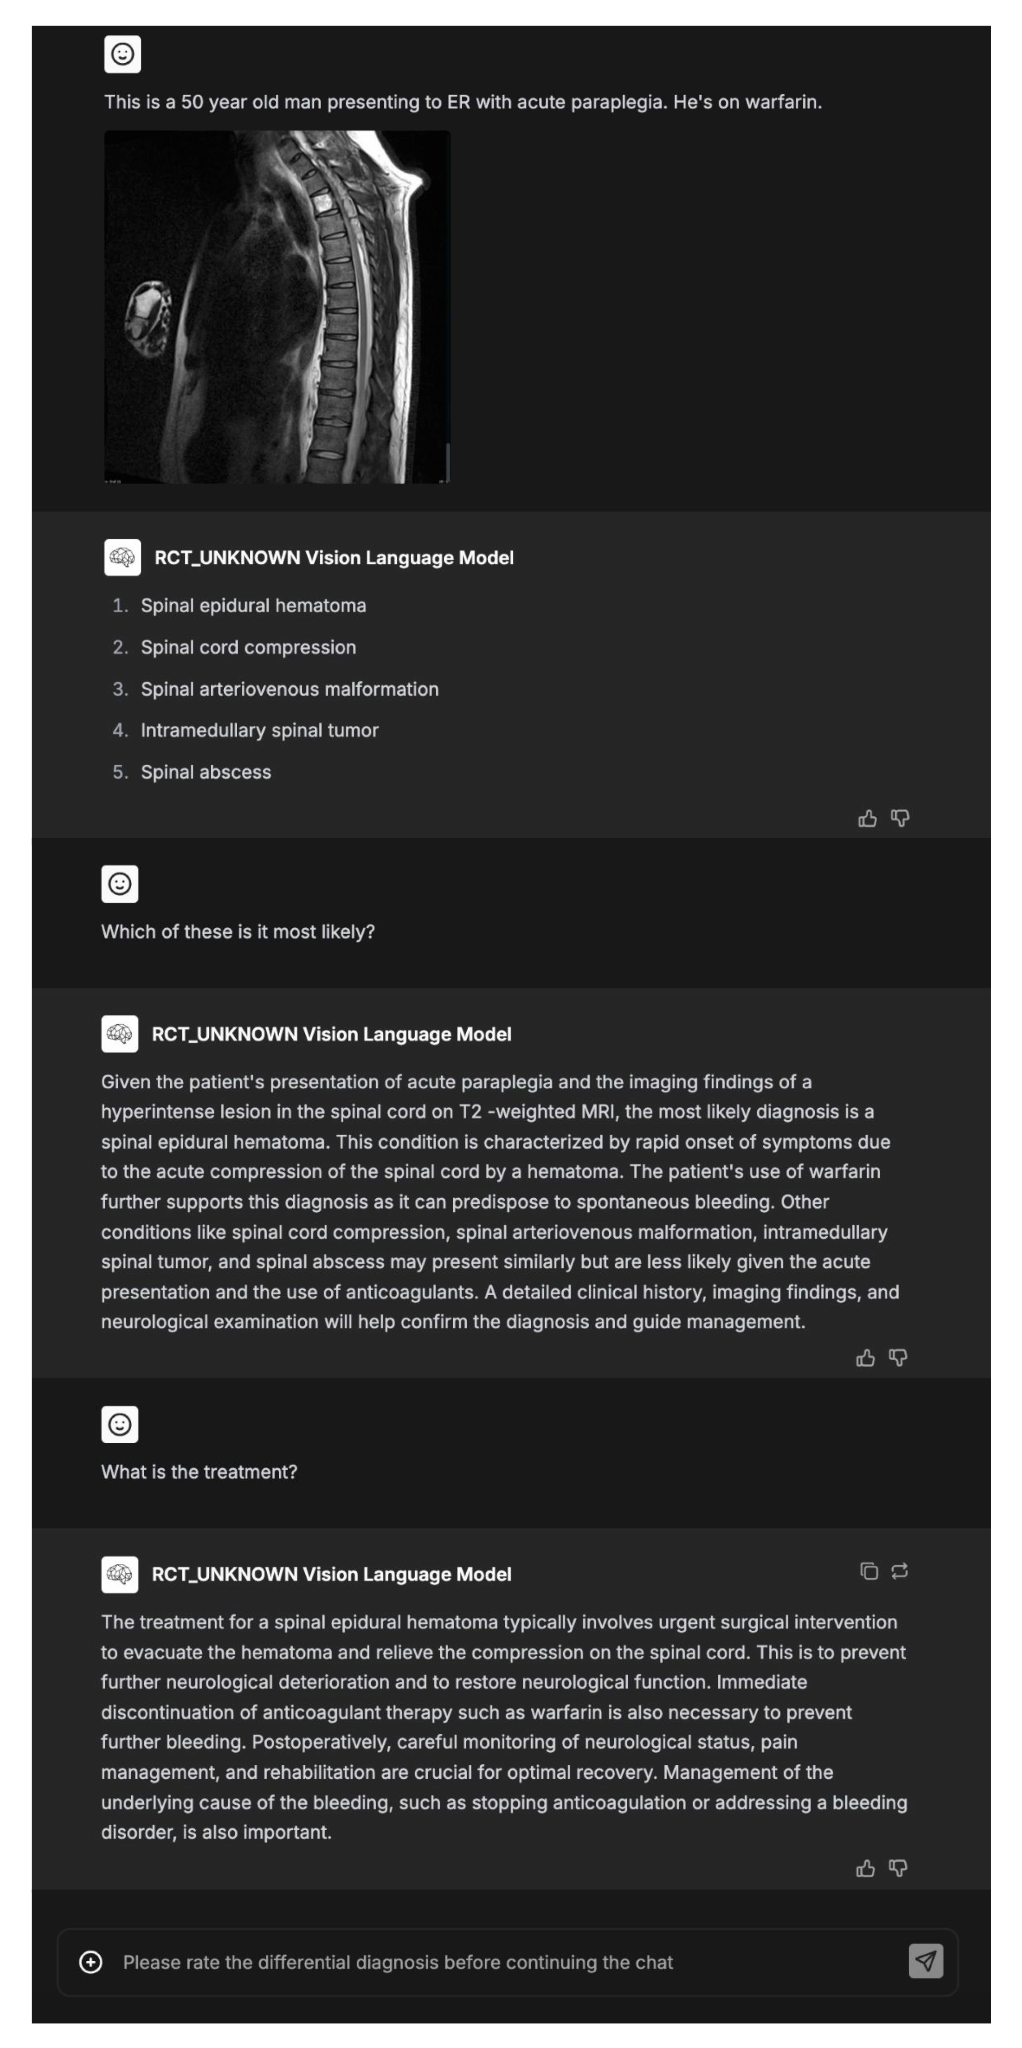 This is a 50 year old man presenting to ER with acute paraplegia. He's on warfarin.
RCT_UNKNOWN Vision Language Model
1. Spinal epidural hematoma
2. Spinal cord compression
3. Spinal arteriovenous malformation
4. Intramedullary spinal tumor
5. Spinal abscess
Which of these is it most likely?
RCT_UNKNOWN Vision Language Model
Given the patient's presentation of acute paraplegia and the imaging findings of a
hyperintense lesion in the spinal cord on T2 -weighted MRI, the most likely diagnosis is a
spinal epidural hematoma. This condition is characterized by rapid onset of symptoms due
to the acute compression of the spinal cord by a hematoma. The patient's use of warfarin
further supports this diagnosis as it can predispose to spontaneous bleeding. Other
conditions like spinal cord compression, spinal arteriovenous malformation, intramedullary
spinal tumor, and spinal abscess may present similarly but are less likely given the acute
presentation and the use of anticoagulants. A detailed clinical history, imaging findings, and
neurological examination will help confirm the diagnosis and guide management.
What is the treatment?
RCT_UNKNOWN Vision Language Model
The treatment for a spinal epidural hematoma typically involves urgent surgical intervention
to evacuate the hematoma and relieve the compression on the spinal cord. This is to prevent
further neurological deterioration and to restore neurological function. Immediate
discontinuation of anticoagulant therapy such as warfarin is also necessary to prevent
further bleeding. Postoperatively, careful monitoring of neurological status, pain
management, and rehabilitation are crucial for optimal recovery. Management of the
underlying cause of the bleeding, such as stopping anticoagulation or addressing a bleeding
disorder, is also important.
Please rate the differential diagnosis before continuing the chat